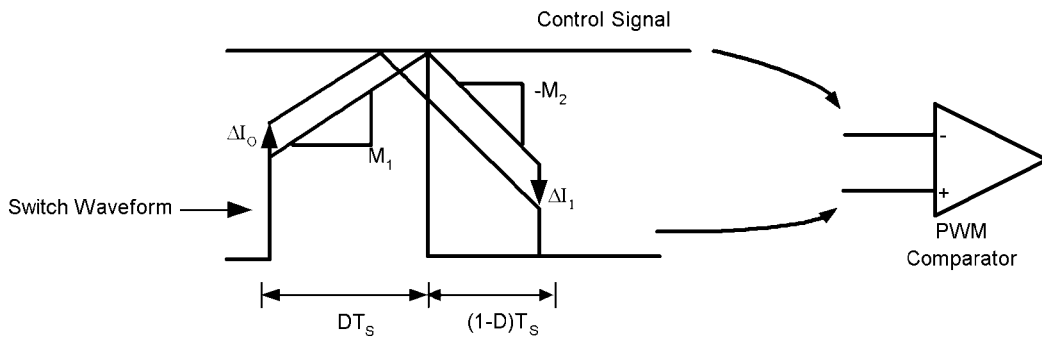 Control Signal
-M₂
ΔI₀
M₁
ΔI₁
Switch Waveform
-
+
PWM
Comparator
DTₛ
(1-D)Tₛ